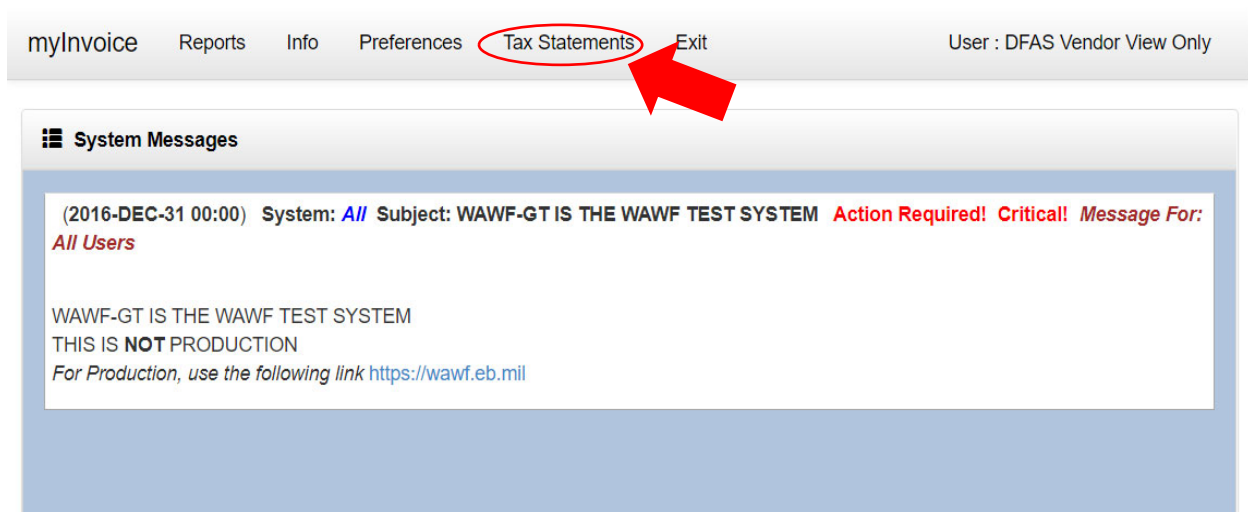 myInvoice Reports Info Preferences Tax Statements Exit User : DFAS Vendor View Only
System Messages
(2016-DEC-31 00:00) System: All Subject: WAWF-GT IS THE WAWF TEST SYSTEM Action Required! Critical! Message For:
All Users
WAWF-GT IS THE WAWF TEST SYSTEM
THIS IS NOT PRODUCTION
For Production, use the following link https://wawf.eb.mil